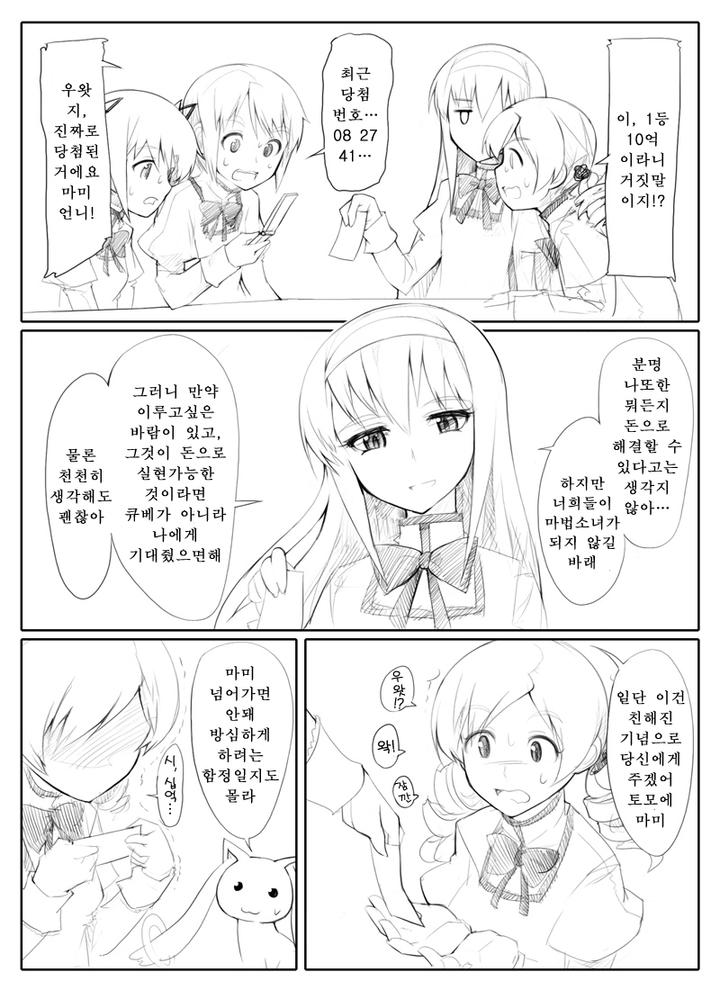 이, 1등
10억
이라니
거짓말
이지!?
최근
당첨
번호…
08 27
41…
우왓
지,
진짜로
당첨된
거에요
마미
언니!
분명
나또한
뭐든지
돈으로
해결할 수
있다고는
생각지
않아…
하지만
너희들이
마법소녀가
되지 않길
바래
그러니 만약
이루고싶은
바람이 있고,
그것이 돈으로
실현가능한
것이라면
큐베가 아니라
나에게
기대줬으면해
물론
천천히
생각해도
괜찮아
일단 이건
친해진
기념으로
당신에게
주겠어
토모에
마미
우
왓!?
왁!
잠
깐
마미
넘어가면
안돼
방심하게
하려는
함정일지도
몰라
시,
십억…